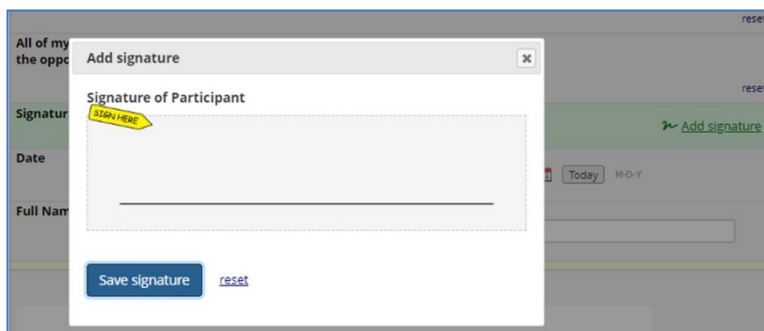 reset
All of my
the oppo
Add signature
Signature of Participant
SIGN HERE
reset
Signatur
Add signature
Date
Today M-D-Y
Full Nam
Save signature reset